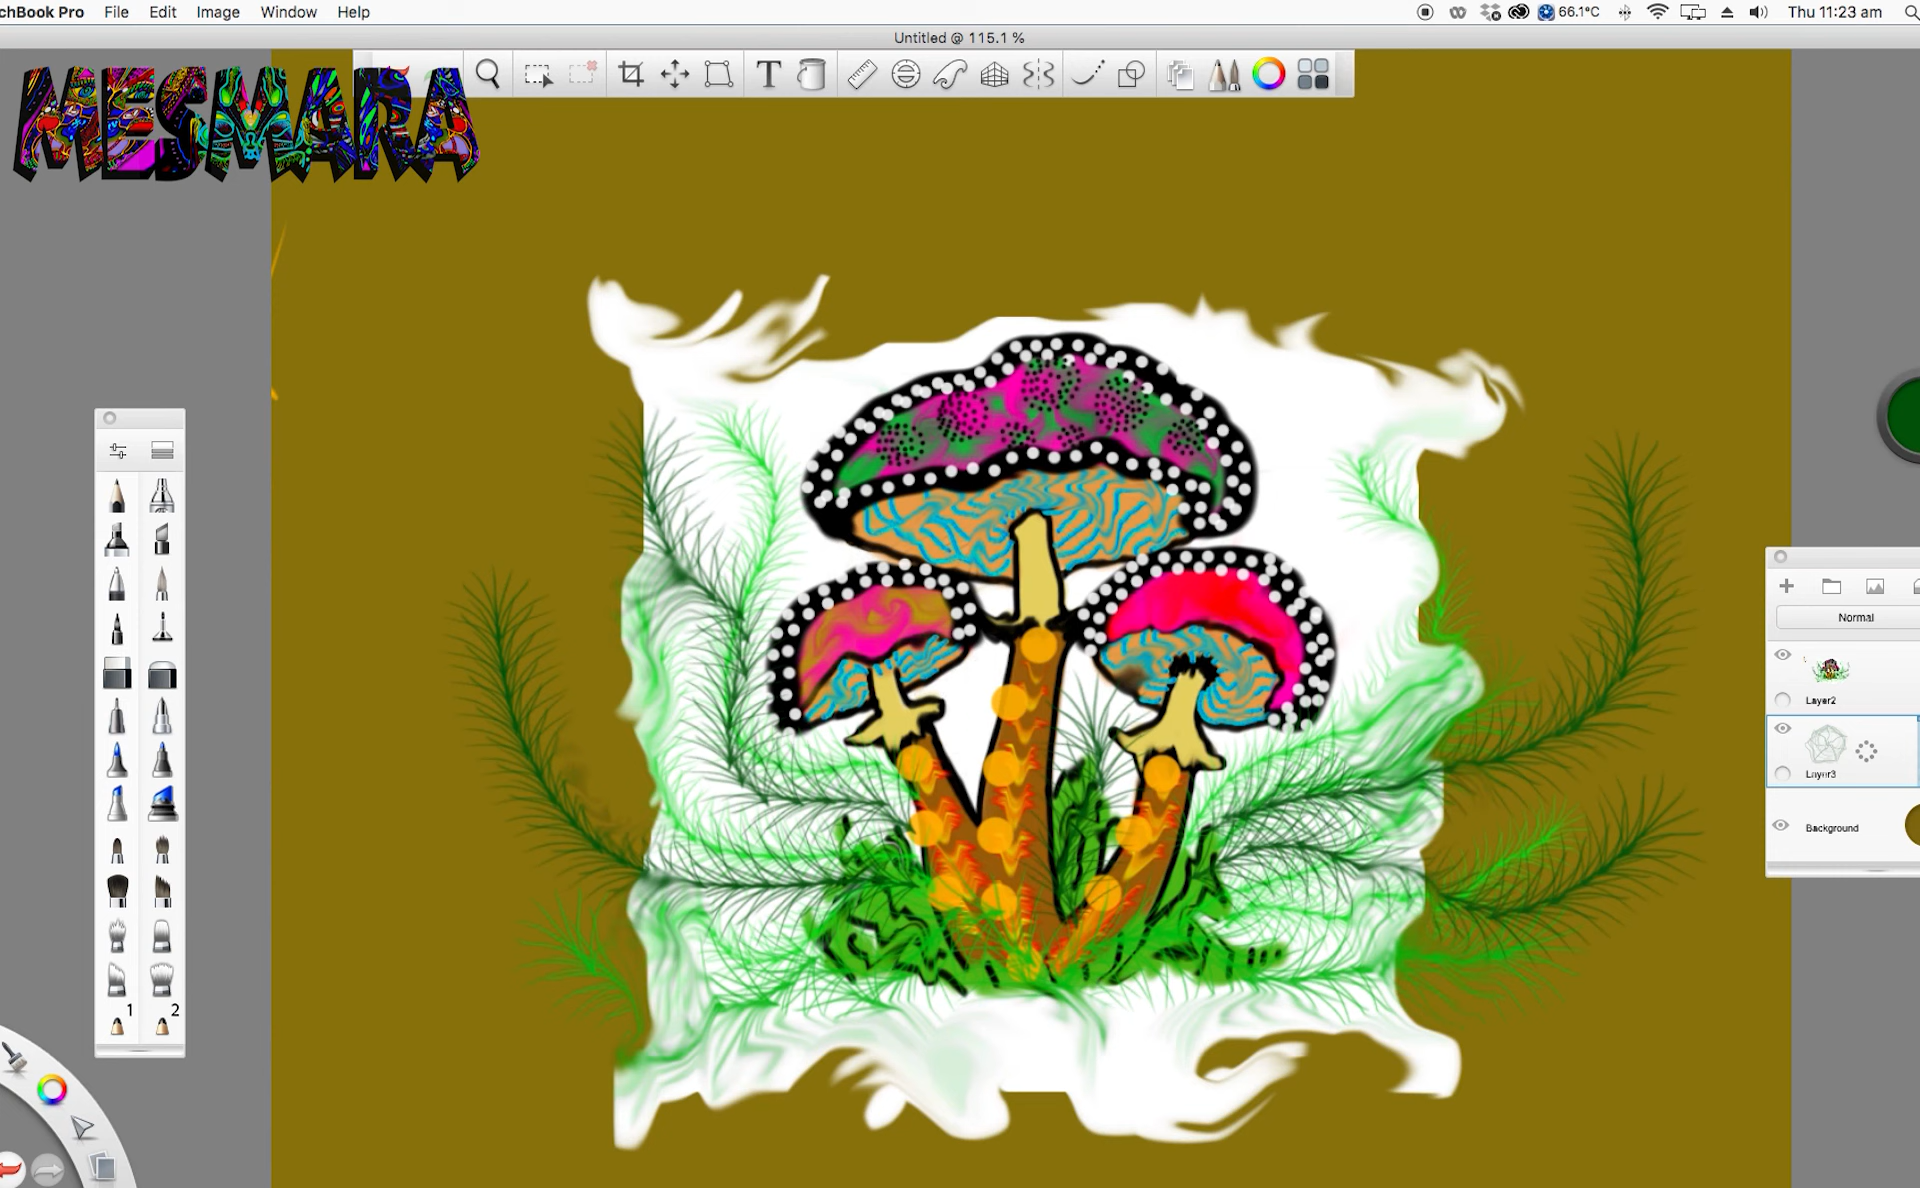 chBook Pro File Edit Image Window Help 66.1°C Thu 11:23 am
Untitled @ 115.1 %
MESMARA
T
Normal
Layer2
Layer3
Background
1 2